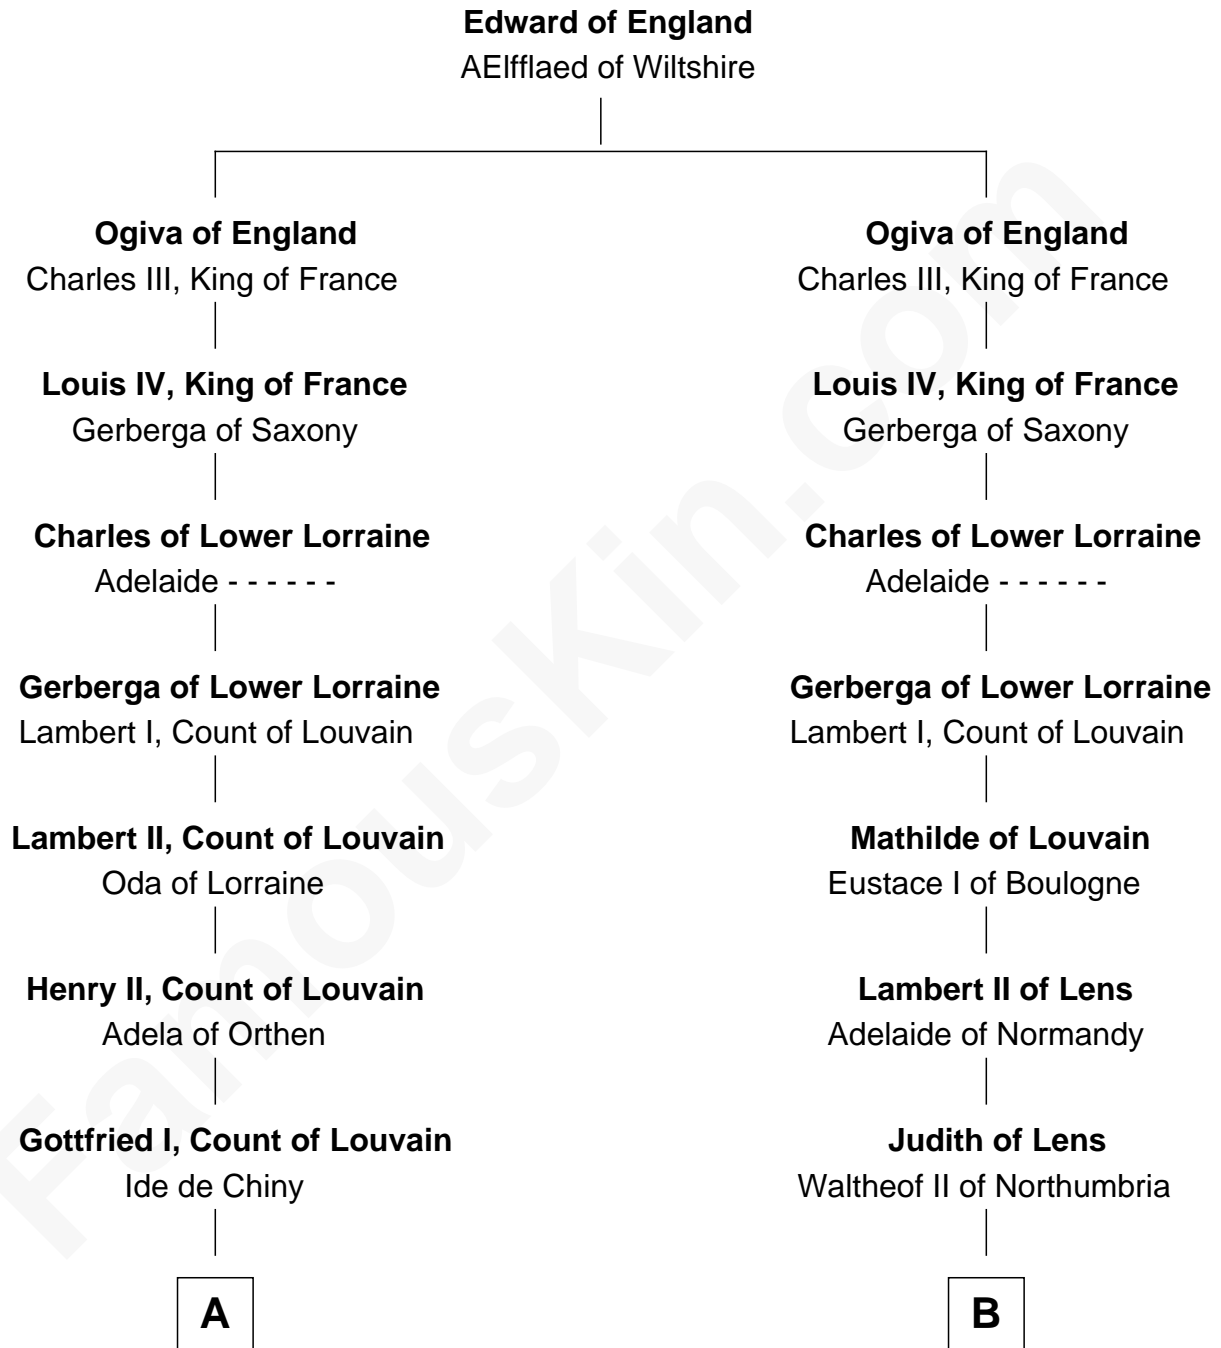 Edward of England
AElfflaed of Wiltshire
Ogiva of England
Charles III, King of France
Louis IV, King of France
Gerberga of Saxony
Charles of Lower Lorraine
Adelaide - - - - - -
Gerberga of Lower Lorraine
Lambert I, Count of Louvain
Lambert II, Count of Louvain
Oda of Lorraine
Henry II, Count of Louvain
Adela of Orthen
Gottfried I, Count of Louvain
Ide de Chiny
A
Ogiva of England
Charles III, King of France
Louis IV, King of France
Gerberga of Saxony
Charles of Lower Lorraine
Adelaide - - - - - -
Gerberga of Lower Lorraine
Lambert I, Count of Louvain
Mathilde of Louvain
Eustace I of Boulogne
Lambert II of Lens
Adelaide of Normandy
Judith of Lens
Waltheof II of Northumbria
B
FamousKin.com